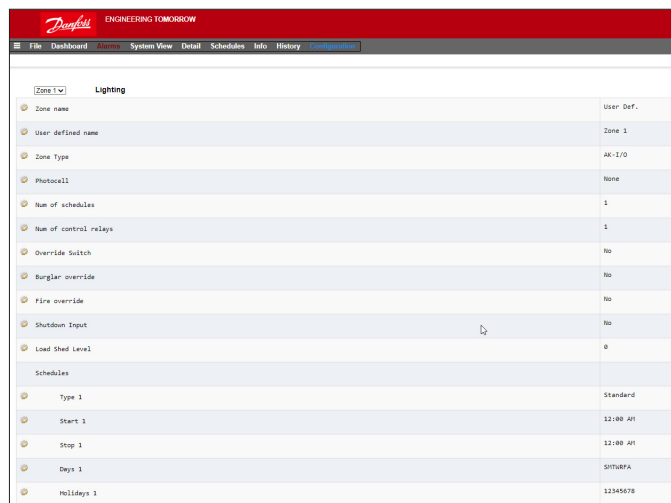 Danfoss ENGINEERING TOMORROW
File Dashboard Alarms System View Detail Schedules Info History Configuration
Zone 1 Lighting
Zone name User Def.
User defined name Zone 1
Zone Type AK-I/O
Photocell None
Num of schedules 1
Num of control relays 1
Override Switch No
Burglar override No
Fire override No
Shutdown Input No
Load Shed Level 0
Schedules
Type 1 Standard
Start 1 12:00 AM
Stop 1 12:00 AM
Days 1 SMTWRFA
Holidays 1 12345678